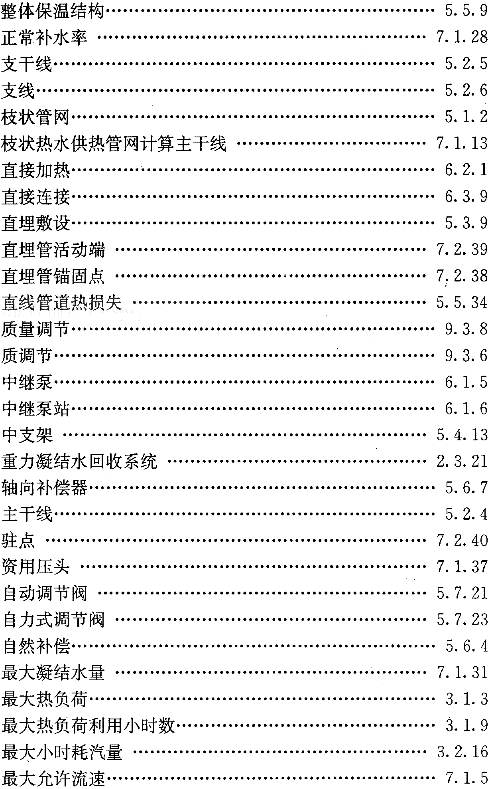 整体保温结构………………………………………… 5.5.9
正常补水率 ………………………………………… 7.1.28
支干线………………………………………… 5.2.5
支线………………………………………… 5.2.6
枝状管网………………………………………… 5.1.2
枝状热水供热管网计算主干线 ………………………… 7.1.13
直接加热………………………………………… 6.2.1
直接连接………………………………………… 6.3.9
直埋敷设………………………………………… 5.3.9
直埋管活动端 ………………………………………… 7.2.39
直埋管锚固点 ………………………………………… 7.2.38
直线管道热损失 ………………………………………… 5.5.34
质量调节………………………………………… 9.3.8
质调节………………………………………… 9.3.6
中继泵………………………………………… 6.1.5
中继泵站………………………………………… 6.1.6
中支架 ………………………………………… 5.4.13
重力凝结水回收系统 ………………………………… 2.3.21
轴向补偿器………………………………………… 5.6.7
主干线………………………………………… 5.2.4
驻点 ………………………………………… 7.2.40
资用压头 ………………………………………… 7.1.37
自动调节阀 ………………………………………… 5.7.21
自力式调节阀 ………………………………………… 5.7.23
自然补偿………………………………………… 5.6.4
最大凝结水量 ………………………………………… 7.1.31
最大热负荷………………………………………… 3.1.3
最大热负荷利用小时数………………………………… 3.1.9
最大小时耗汽量 ………………………………………… 3.2.16
最大允许流速………………………………………… 7.1.5